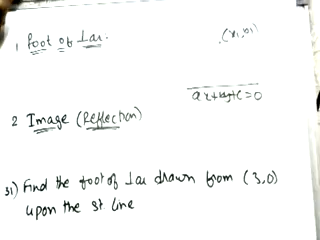 1 foot of ⊥ar.
(x1,y1)
ax+by+c=0
2 Image (Reflection)
S1) Find the foot of ⊥ar drawn from (3,0)
upon the st. line